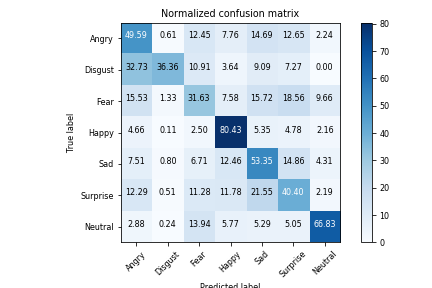 Normalized confusion matrix
Angry 49.59 0.61 12.45 7.76 14.69 12.65 2.24
Disgust 32.73 36.36 10.91 3.64 9.09 7.27 0.00
Fear 15.53 1.33 31.63 7.58 15.72 18.56 9.66
Happy 4.66 0.11 2.50 80.43 5.35 4.78 2.16
Sad 7.51 0.80 6.71 12.46 53.35 14.86 4.31
Surprise 12.29 0.51 11.28 11.78 21.55 40.40 2.19
Neutral 2.88 0.24 13.94 5.77 5.29 5.05 66.83
True label
Angry Disgust Fear Happy Sad Surprise Neutral
Predicted label
80
70
60
50
40
30
20
10
0